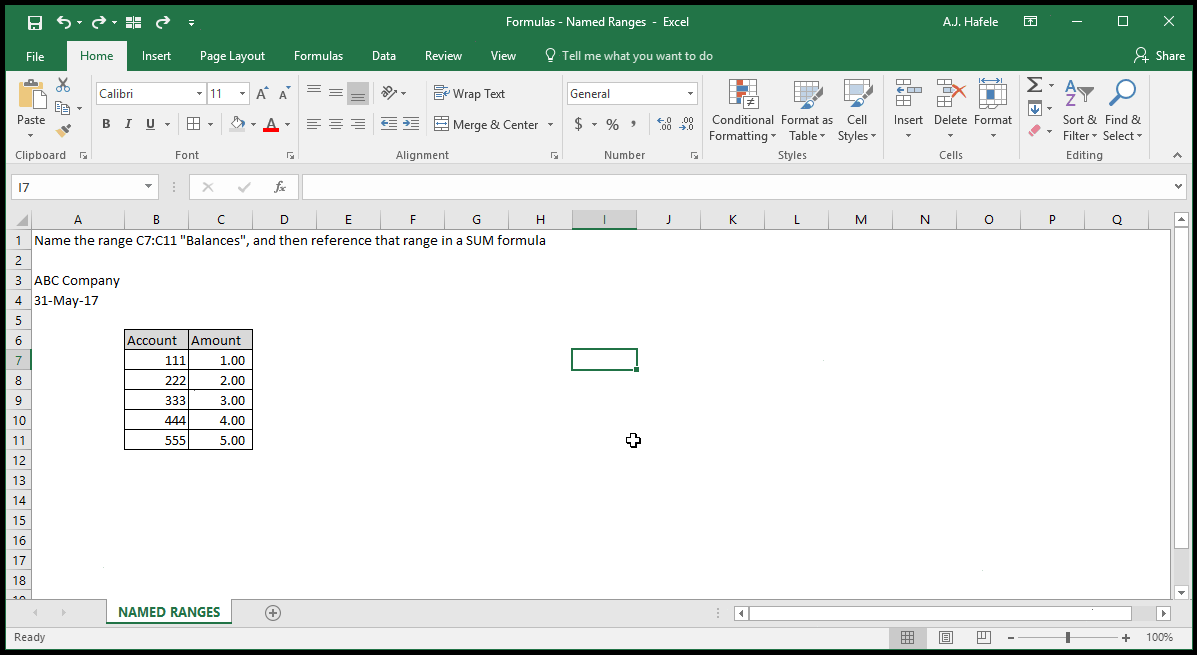 Formulas - Named Ranges - Excel
A.J. Hafele
File Home Insert Page Layout Formulas Data Review View Tell me what you want to do Share
Paste
Clipboard
Calibri 11
B I U A
Font
Wrap Text
Merge & Center
Alignment
General
$ % ,
Number
Conditional Formatting
Format as Table
Cell Styles
Styles
Insert Delete Format
Cells
Sort & Filter
Find & Select
Editing
I7
fx
A B C D E F G H I J K L M N O P Q
1 Name the range C7:C11 "Balances", and then reference that range in a SUM formula
2
3 ABC Company
4 31-May-17
5
6 Account Amount
7 111 1.00
8 222 2.00
9 333 3.00
10 444 4.00
11 555 5.00
12
13
14
15
16
17
18
19
NAMED RANGES
Ready
100%